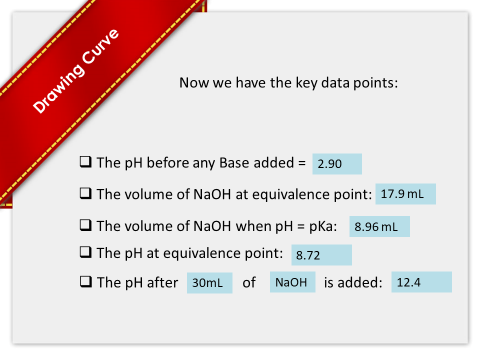 Drawing Curve
Now we have the key data points:
❑ The pH before any Base added = 2.90
❑ The volume of NaOH at equivalence point: 17.9 mL
❑ The volume of NaOH when pH = pKa: 8.96 mL
❑ The pH at equivalence point: 8.72
❑ The pH after 30mL of NaOH is added: 12.4